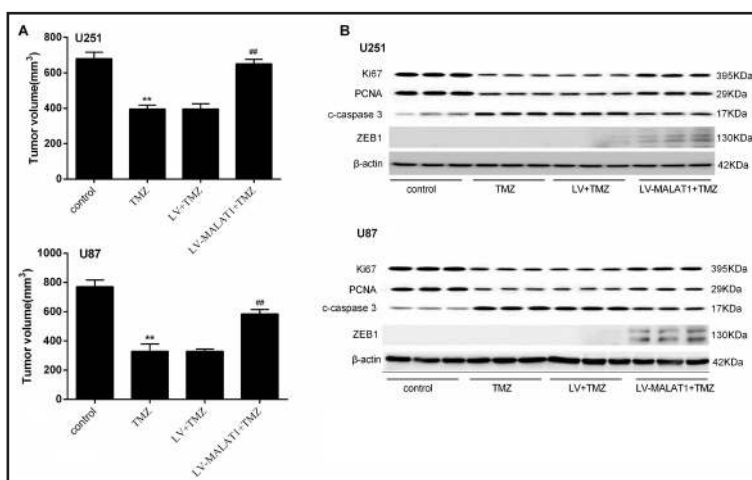 A
U251
800
600
400
200
0
Tumor volume(mm³)
**
##
control
TMZ
LV+TMZ
LV-MALAT1+TMZ
U87
1000
800
600
400
200
0
Tumor volume(mm³)
**
##
control
TMZ
LV+TMZ
LV-MALAT1+TMZ
B
U251
Ki67 395KDa
PCNA 29KDa
c-caspase 3 17KDa
ZEB1 130KDa
β-actin 42KDa
control TMZ LV+TMZ LV-MALAT1+TMZ
U87
Ki67 395KDa
PCNA 29KDa
c-caspase 3 17KDa
ZEB1 130KDa
β-actin 42KDa
control TMZ LV+TMZ LV-MALAT1+TMZ